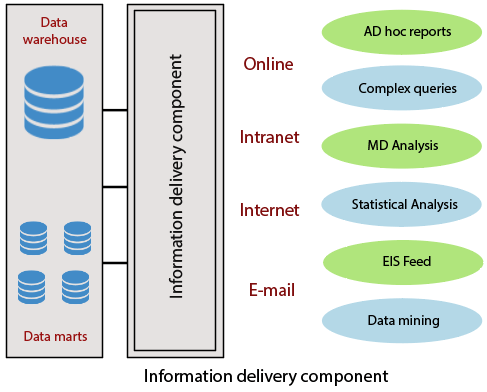 Data
warehouse
Data marts
Information delivery component
Online
Intranet
Internet
E-mail
AD hoc reports
Complex queries
MD Analysis
Statistical Analysis
EIS Feed
Data mining
Information delivery component